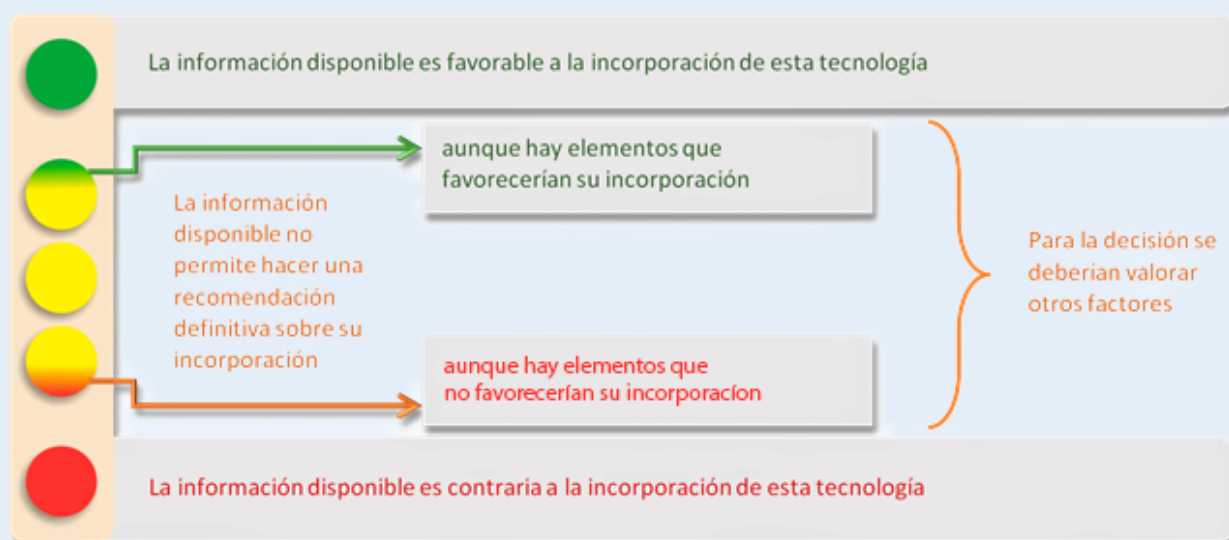 La información disponible es favorable a la incorporación de esta tecnología
aunque hay elementos que
favorecerían su incorporación
La información
disponible no
permite hacer una
recomendación
definitiva sobre su
incorporación
Para la decisión se
deberían valorar
otros factores
aunque hay elementos que
no favorecerían su incorporacíon
La información disponible es contraria a la incorporación de esta tecnología